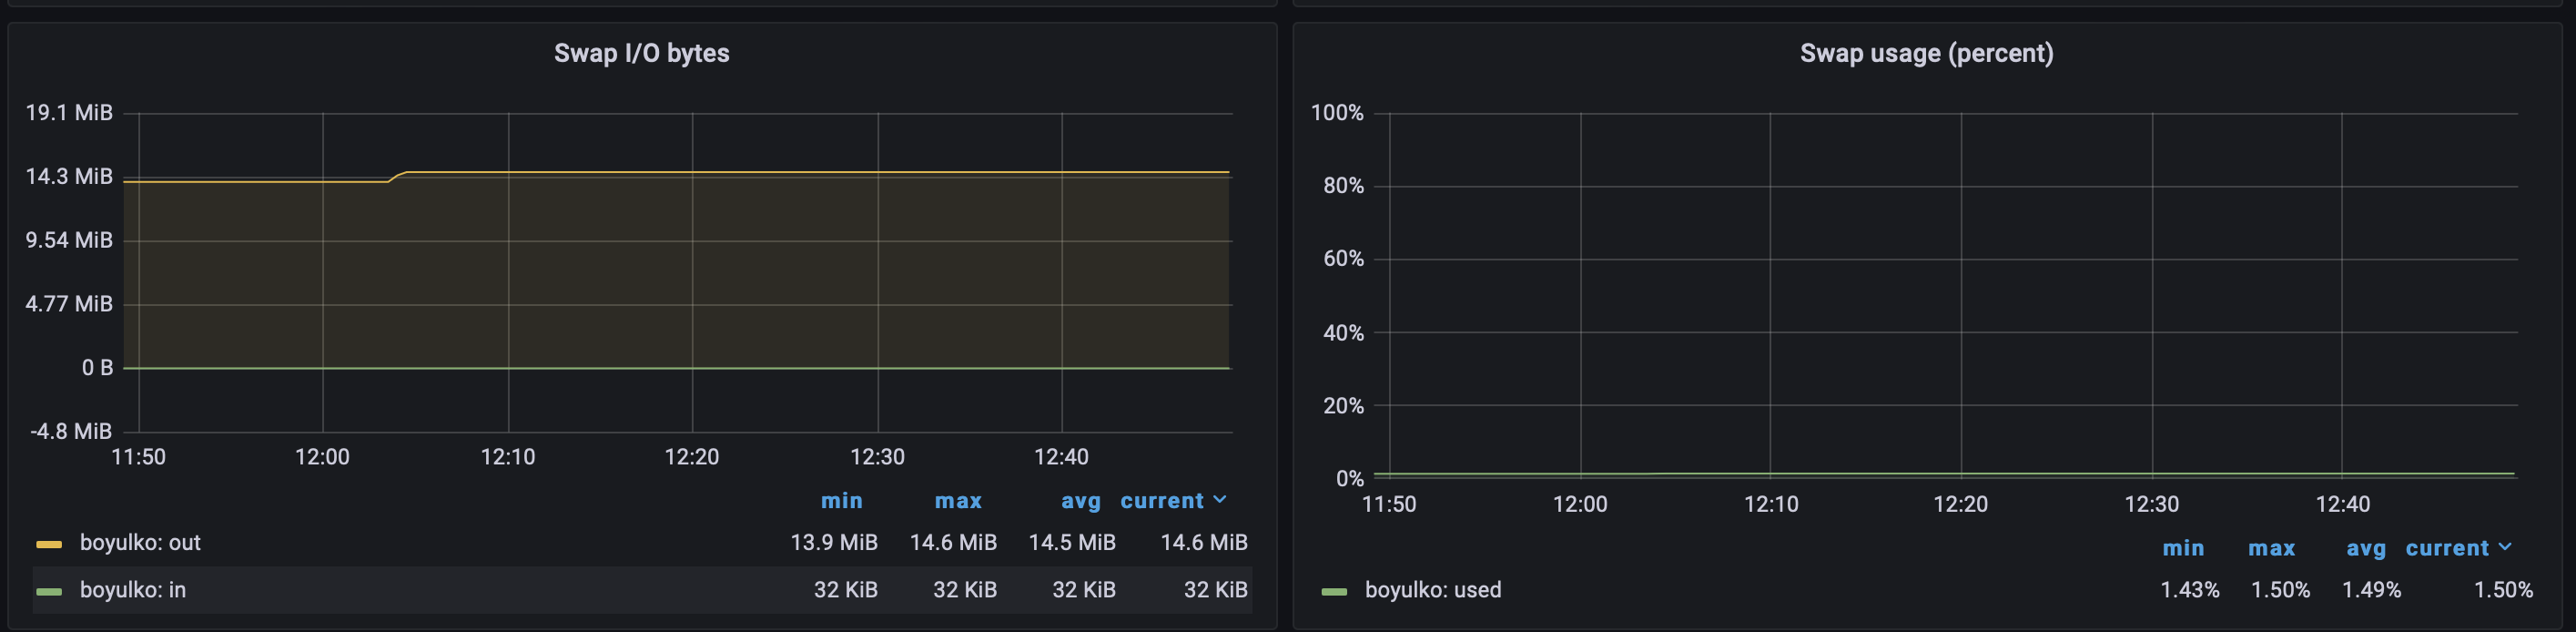 Swap I/O bytes
19.1 MiB
14.3 MiB
9.54 MiB
4.77 MiB
0 B
-4.8 MiB
11:50 12:00 12:10 12:20 12:30 12:40
min max avg current
boyulko: out 13.9 MiB 14.6 MiB 14.5 MiB 14.6 MiB
boyulko: in 32 KiB 32 KiB 32 KiB 32 KiB
Swap usage (percent)
100%
80%
60%
40%
20%
0%
11:50 12:00 12:10 12:20 12:30 12:40
min max avg current
boyulko: used 1.43% 1.50% 1.49% 1.50%